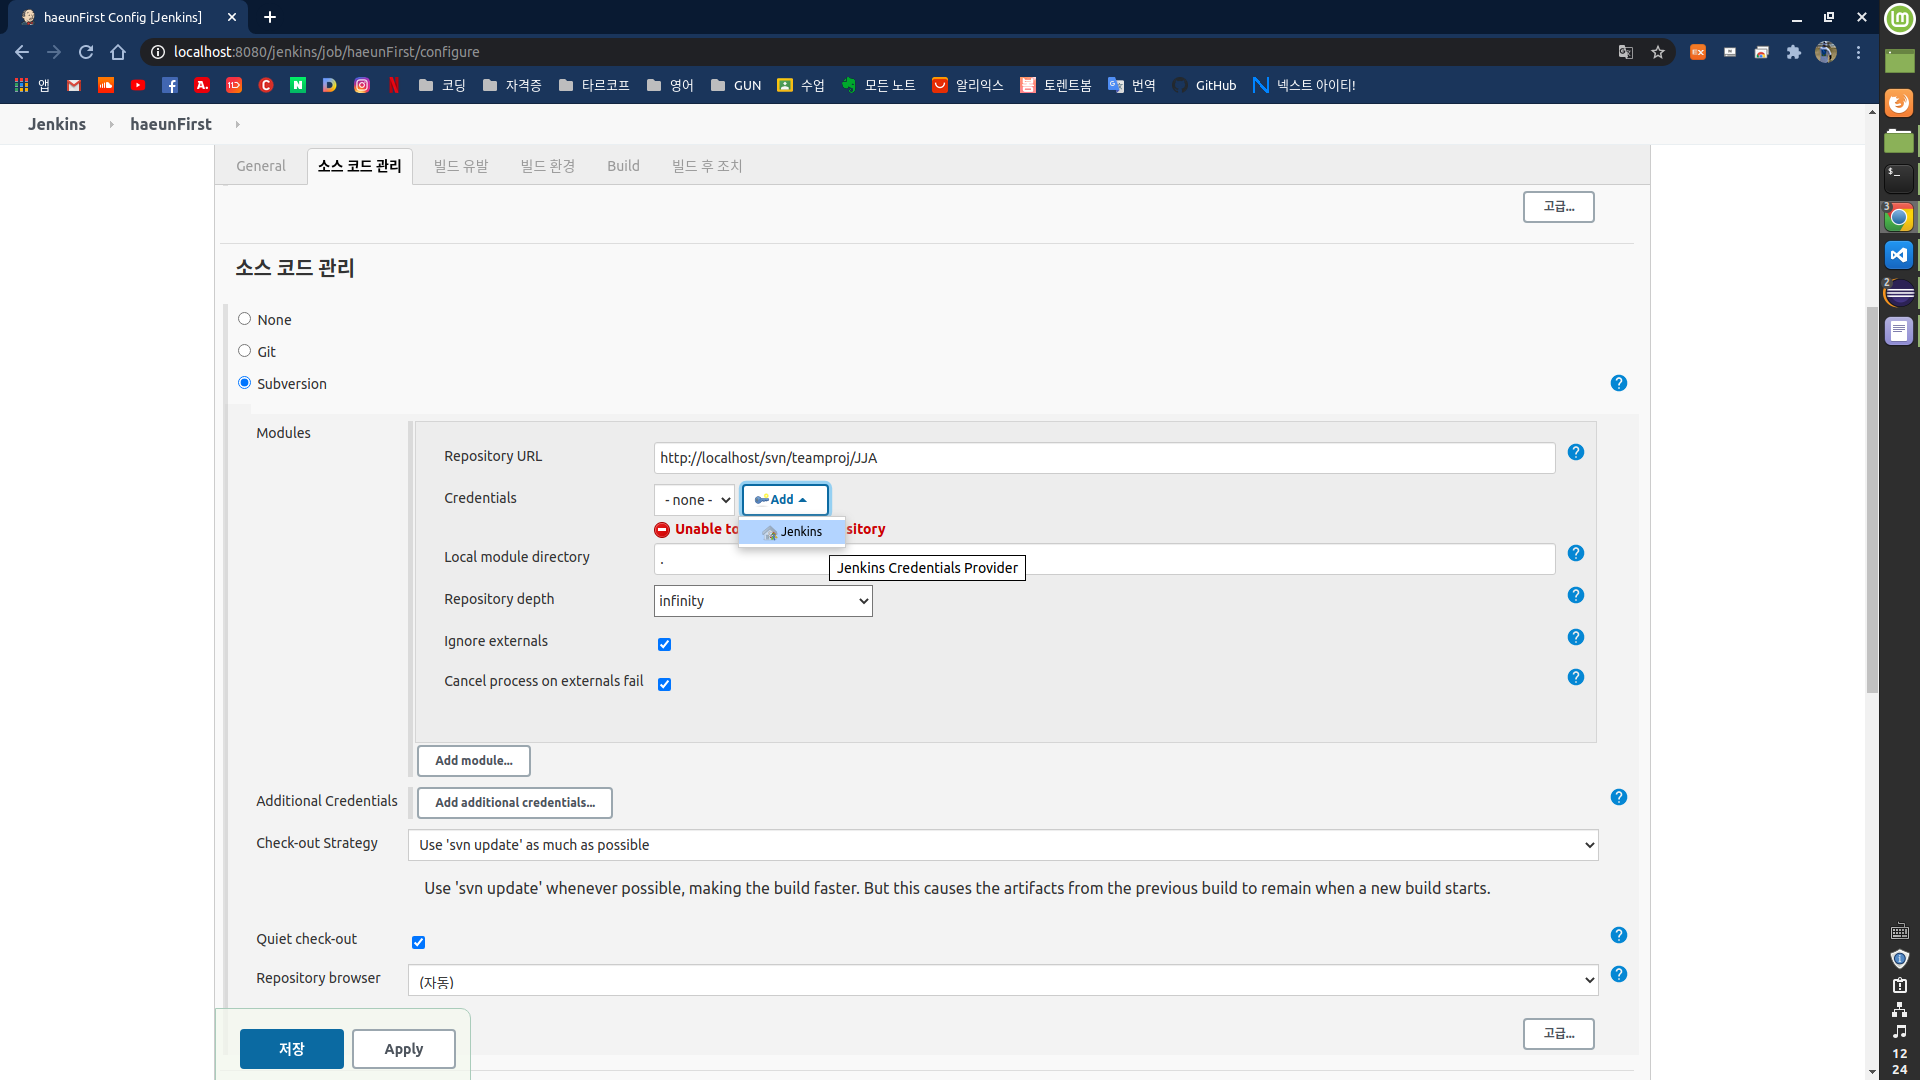 haeunFirst Config [Jenkins]
localhost:8080/jenkins/job/haeunFirst/configure
앱
코딩
자격증
타르코프
영어
GUN
수업
모든 노트
알리익스
토렌트봄
번역
GitHub
넥스트 아이티!
Jenkins
haeunFirst
General
소스 코드 관리
빌드 유발
빌드 환경
Build
빌드 후 조치
고급...
소스 코드 관리
None
Git
Subversion
Modules
Repository URL
http://localhost/svn/teamproj/JJA
Credentials
- none -
Add
Unable to
sitory
Jenkins
Local module directory
.
Jenkins Credentials Provider
Repository depth
infinity
Ignore externals
Cancel process on externals fail
Add module...
Additional Credentials
Add additional credentials...
Check-out Strategy
Use 'svn update' as much as possible
Use 'svn update' whenever possible, making the build faster. But this causes the artifacts from the previous build to remain when a new build starts.
Quiet check-out
Repository browser
(자동)
고급...
저장
Apply
3
2
12
24